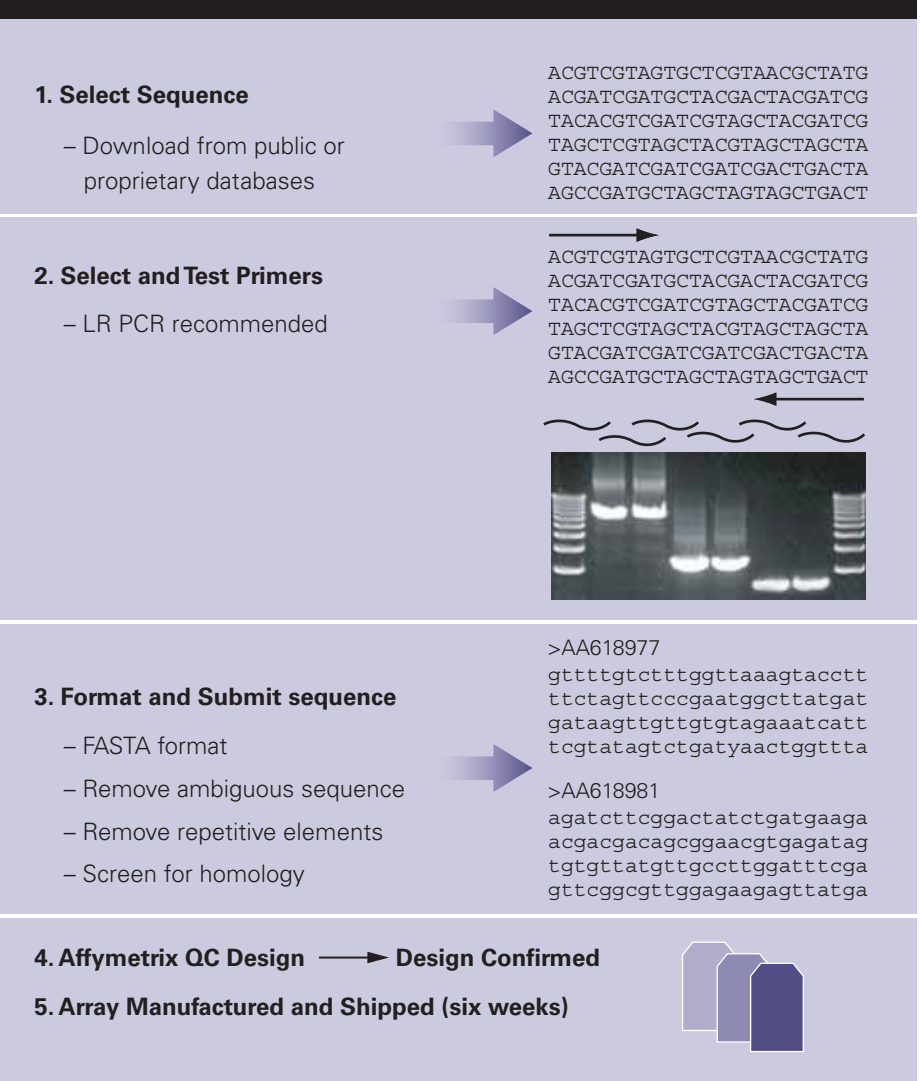 1. Select Sequence
– Download from public or
proprietary databases
ACGTCGTAGTGCTCGTAACGCTATG
ACGATCGATGCTACGACTACGATCG
TACACGTCGATCGTAGCTACGATCG
TAGCTCGTAGCTACGTAGCTAGCTA
GTACGATCGATCGATCGACTGACTA
AGCCGATGCTAGCTAGTAGCTGACT
2. Select and Test Primers
– LR PCR recommended
ACGTCGTAGTGCTCGTAACGCTATG
ACGATCGATGCTACGACTACGATCG
TACACGTCGATCGTAGCTACGATCG
TAGCTCGTAGCTACGTAGCTAGCTA
GTACGATCGATCGATCGACTGACTA
AGCCGATGCTAGCTAGTAGCTGACT
3. Format and Submit sequence
– FASTA format
– Remove ambiguous sequence
– Remove repetitive elements
– Screen for homology
>AA618977
gttttgtctttggttaaagtaccttt
ttctagttcccgaatggcttatgat
gataagttgttgtgtagaaatcatt
tcgtatagtctgatyaactggttta
>AA618981
agatcttcggactatctgatgaaga
acgacgacagcggaacgtgagatag
tgtgttatgttgccttggatttcga
gttcggcgttggagaagagttatga
4. Affymetrix QC Design Design Confirmed
5. Array Manufactured and Shipped (six weeks)